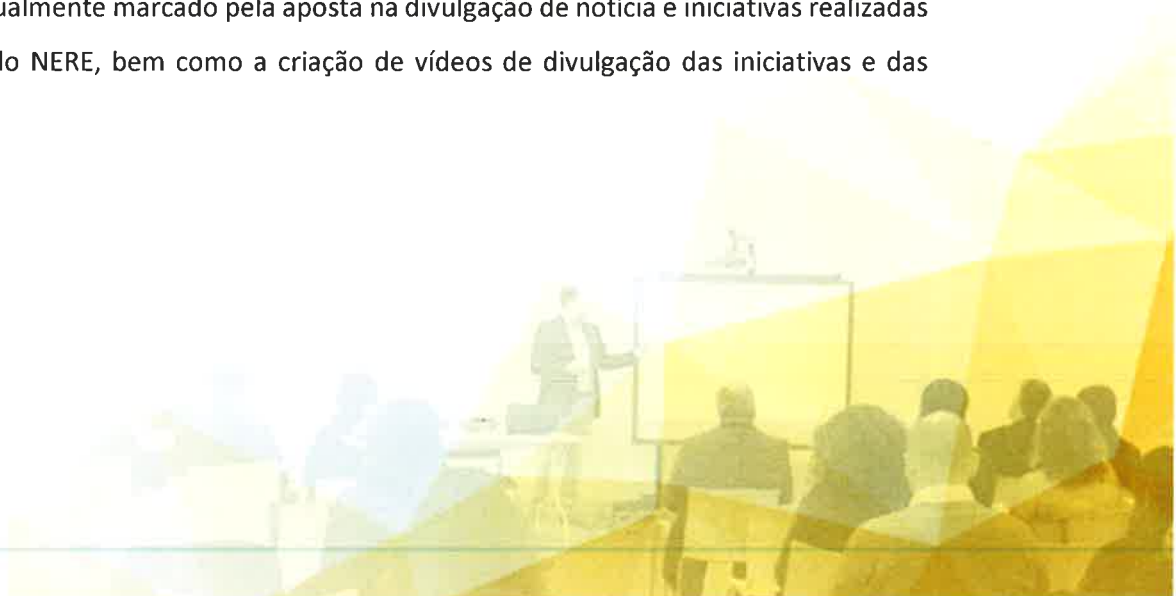 ualmente marcado pela aposta na divulgação de notícia e iniciativas realizadas
do NERE, bem como a criação de vídeos de divulgação das iniciativas e das